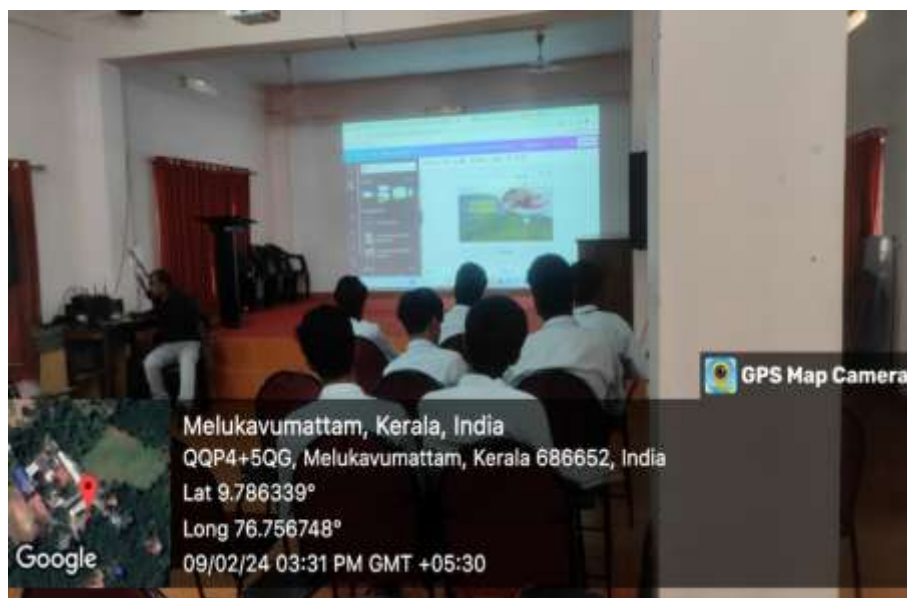 GPS Map Camera
Melukavumattam, Kerala, India
QQP4+5QG, Melukavumattam, Kerala 686652, India
Lat 9.786339°
Long 76.756748°
09/02/24 03:31 PM GMT +05:30
Google